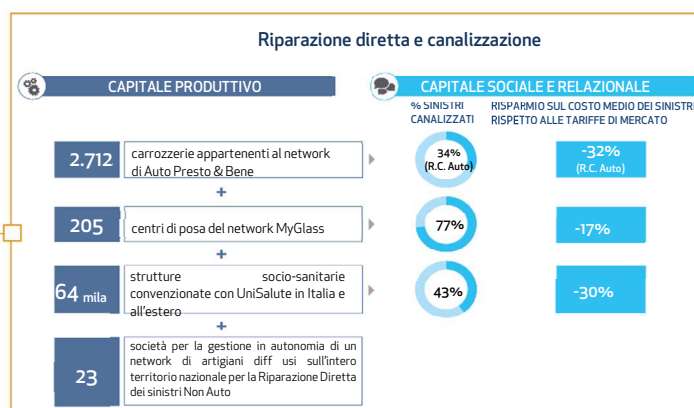 Riparazione diretta e canalizzazione
CAPITALE PRODUTTIVO
CAPITALE SOCIALE E RELAZIONALE
% SINISTRI
CANALIZZATI
RISPARMIO SUL COSTO MEDIO DEI SINISTRI
RISPETTO ALLE TARIFFE DI MERCATO
2.712
carrozzerie appartenenti al network
di Auto Presto & Bene
34%
(R.C. Auto)
-32%
(R.C. Auto)
+
205
centri di posa del network MyGlass
77%
-17%
+
64 mila
strutture socio-sanitarie
convenzionate con UniSalute in Italia e
all'estero
43%
-30%
+
23
società per la gestione in autonomia di un
network di artigiani diff usi sull'intero
territorio nazionale per la Riparazione Diretta
dei sinistri Non Auto